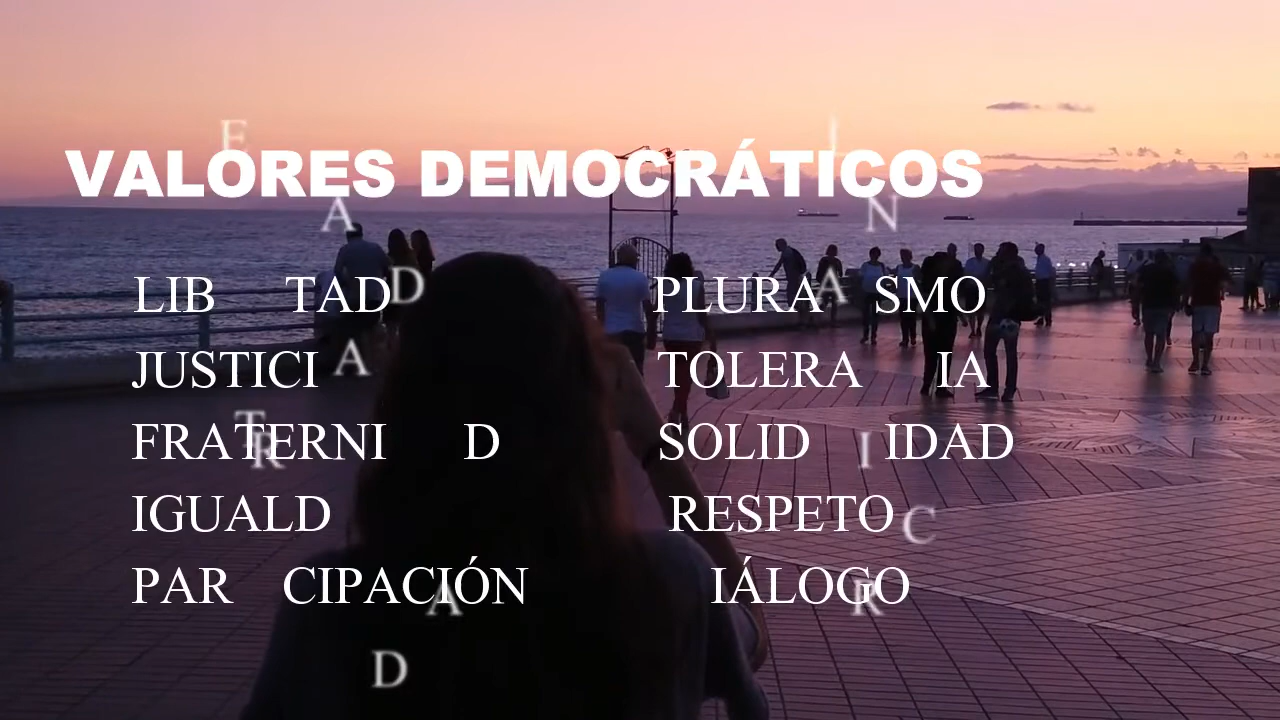 VALORES DEMOCRÁTICOS
E
I
A
N
D
A
LIB TAD
PLURA SMO
JUSTICI
A
TOLERA IA
FRATERNI D
T
R
SOLID IDAD
I
IGUALD
RESPETO
C
PAR CIPACIÓN
A
IÁLOGO
R
D